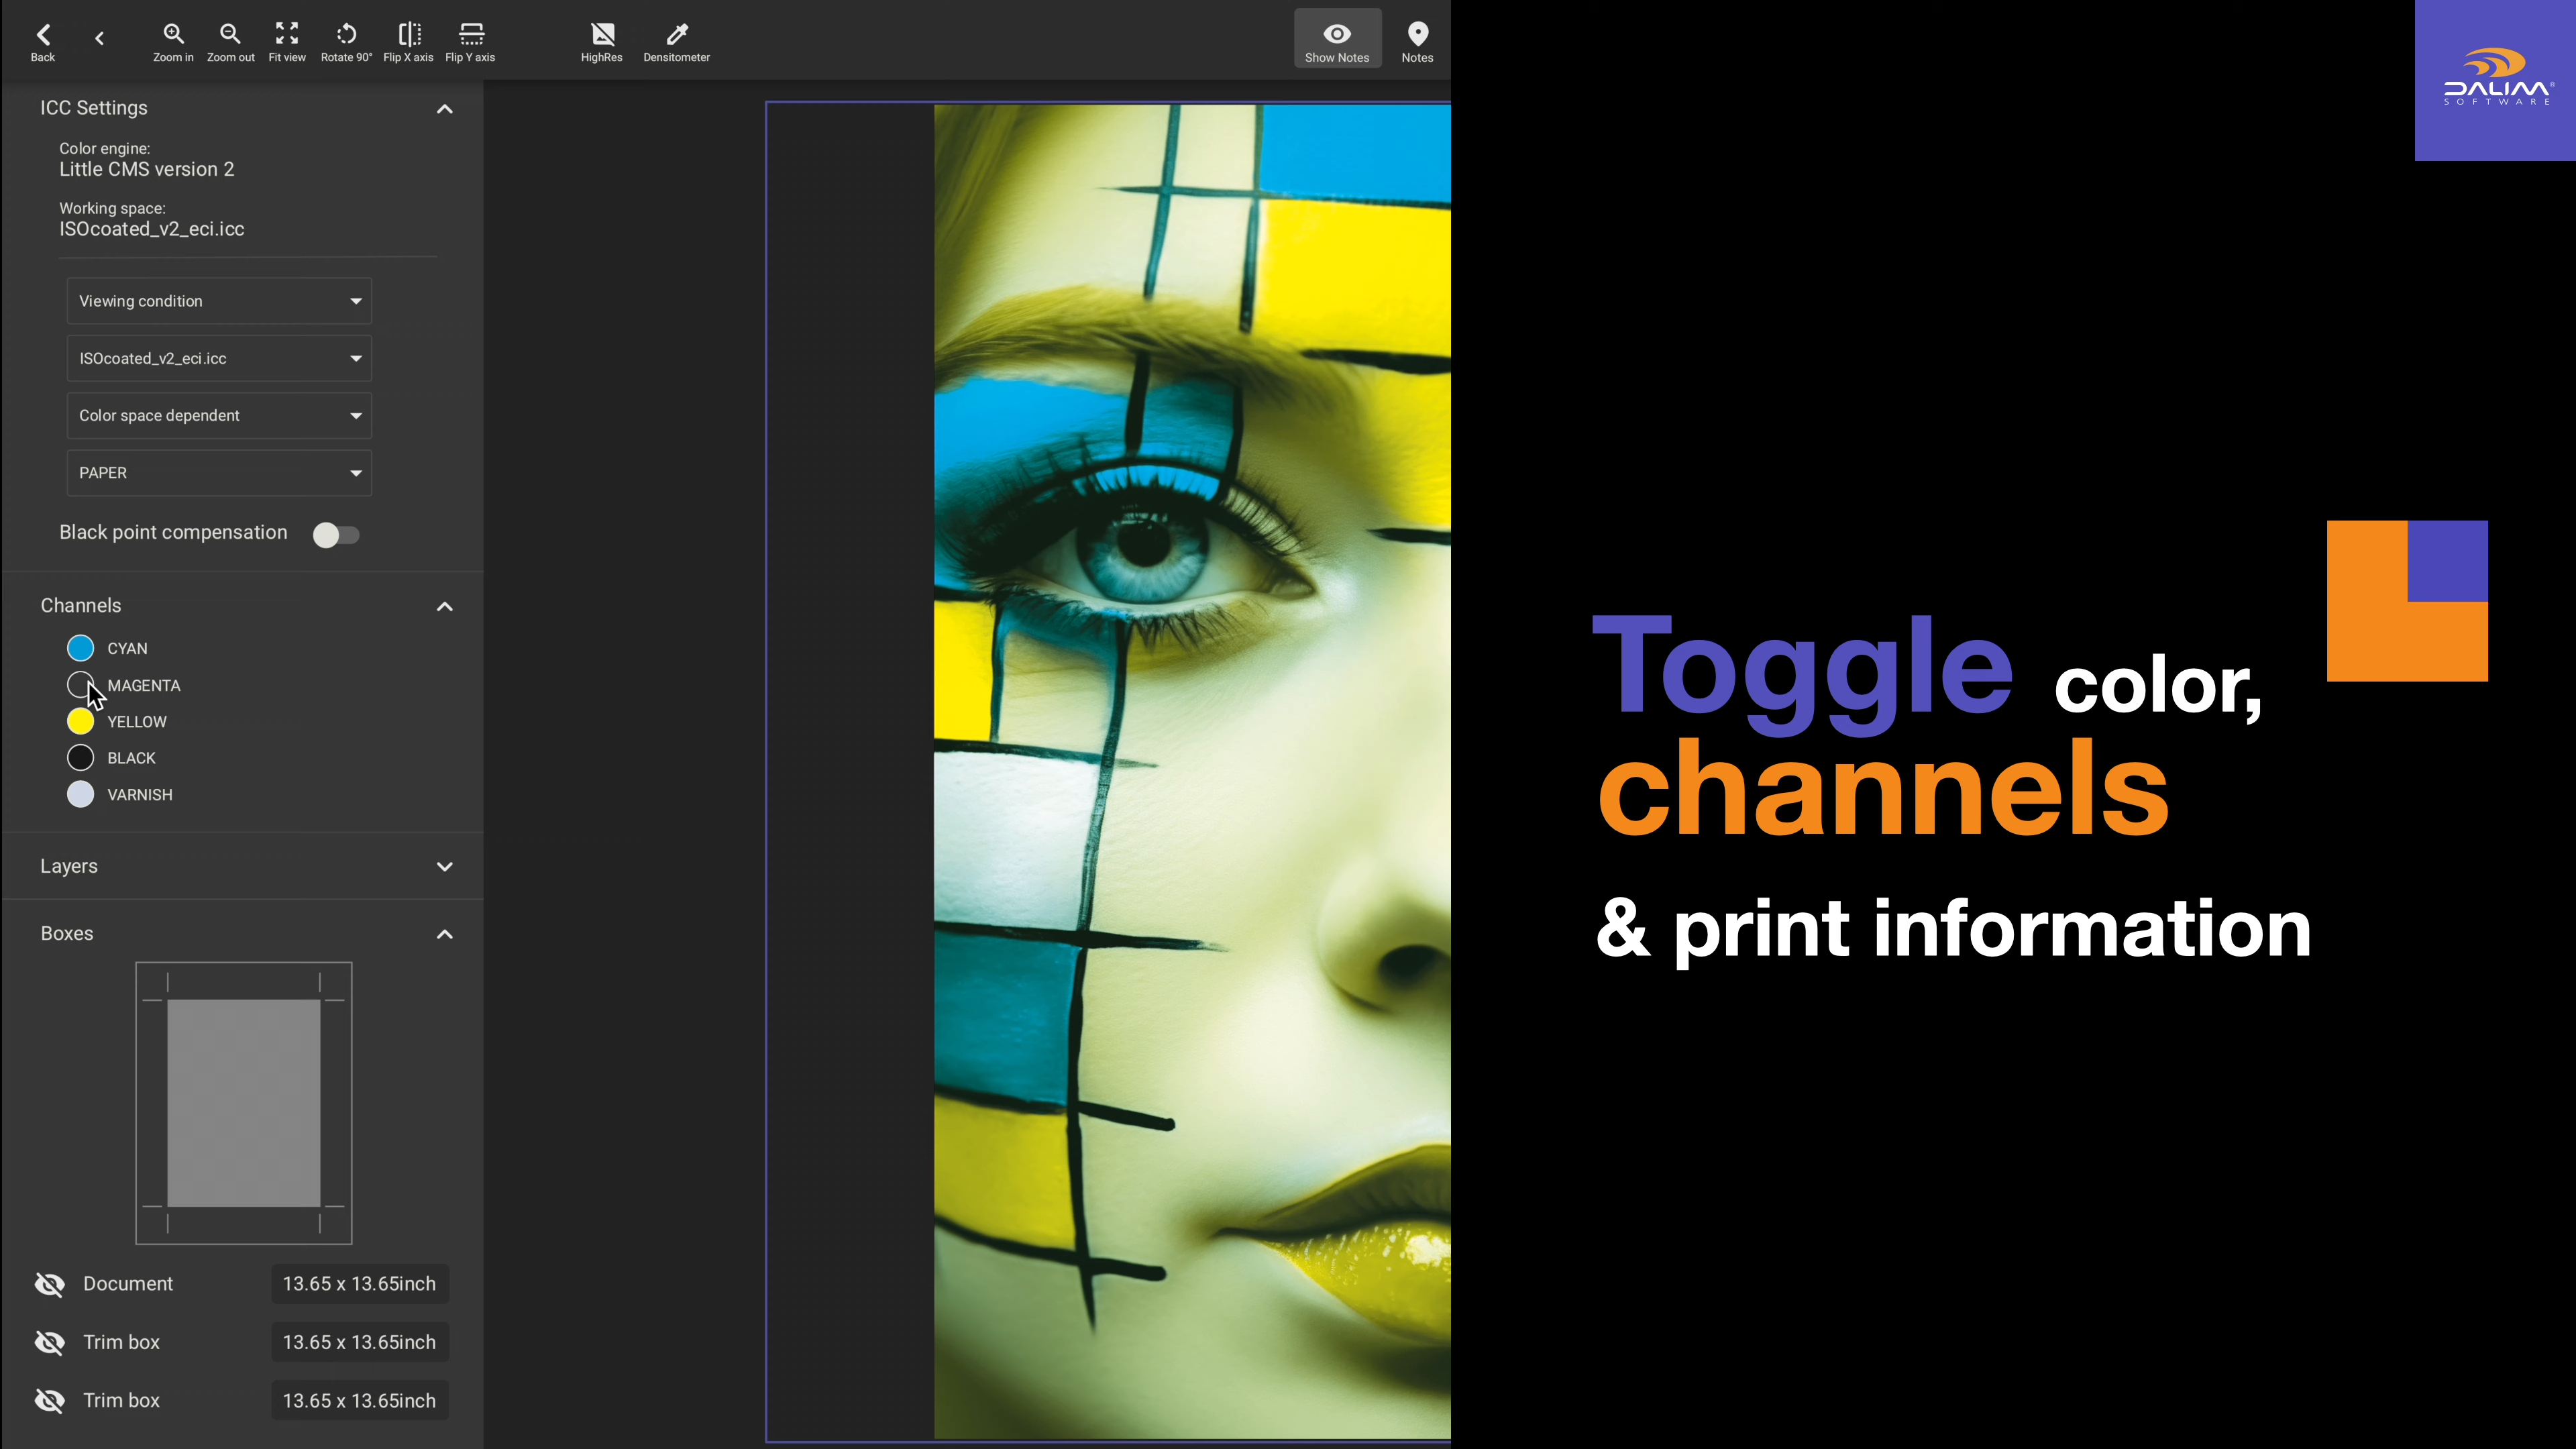 Back
Zoom in
Zoom out
Fit view
Rotate 90°
Flip X axis
Flip Y axis
HighRes
Densitometer
Show Notes
Notes
ICC Settings
Color engine:
Little CMS version 2
Working space:
ISOcoated_v2_eci.icc
Viewing condition
ISOcoated_v2_eci.icc
Color space dependent
PAPER
Black point compensation
Channels
CYAN
MAGENTA
YELLOW
BLACK
VARNISH
Layers
Boxes
Document 13.65 x 13.65inch
Trim box 13.65 x 13.65inch
Trim box 13.65 x 13.65inch
DALIM®
SOFTWARE
Toggle color,
channels
& print information